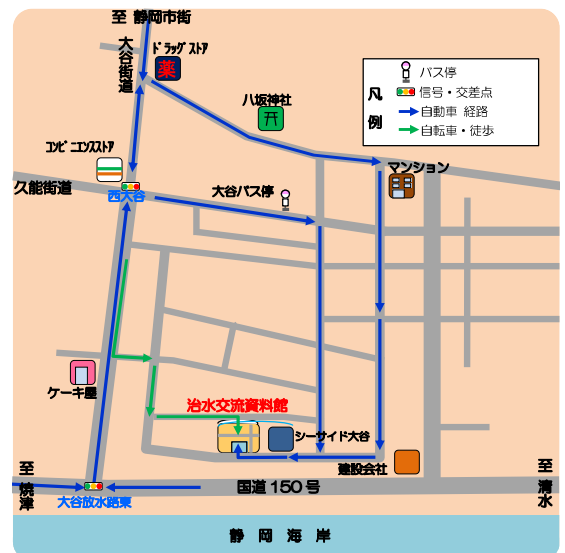 至 静岡市街
大谷街道
ドラッグストア
薬
八坂神社
バス停
凡例
信号・交差点
自動車 経路
自転車・徒歩
コンビニエンスストア
マンション
久能街道
西大谷
大谷バス停
ケーキ屋
治水交流資料館
シーサイド大谷
建設会社
至 焼津
大谷放水路東
国道150号
至 清水
静岡海岸